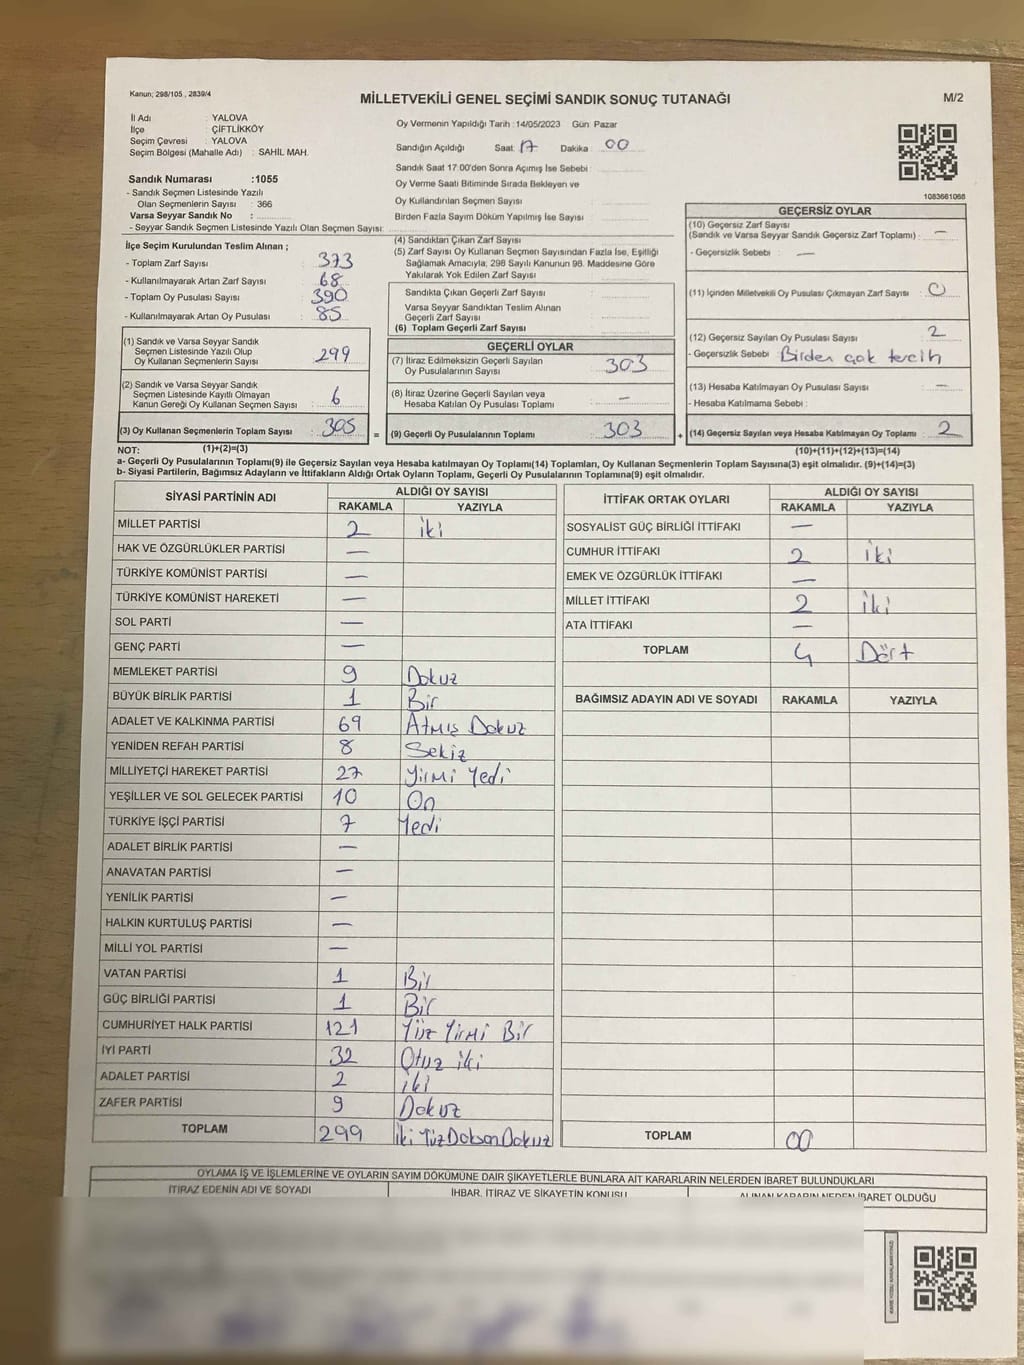 Kanun; 298/105 , 2839/4
MİLLETVEKİLİ GENEL SEÇİMİ SANDIK SONUÇ TUTANAĞI
M/2
İli Adı : YALOVA
İlçe : ÇİFTLİKKÖY
Seçim Çevresi : YALOVA
Seçim Bölgesi (Mahalle Adı) : SAHİL MAH.
Sandık Numarası :1055
- Sandık Seçmen Listesinde Yazılı
Olan Seçmenlerin Sayısı : 366
Varsa Seyyar Sandık No :
- Seyyar Sandık Seçmen Listesinde Yazılı Olan Seçmen Sayısı:
Oy Vermenin Yapıldığı Tarih :14/05/2023 Gün: Pazar
Sandığın Açıldığı Saat: 17 Dakika : 00
Sandık Saat 17:00'den Sonra Açımış İse Sebebi :
Oy Verme Saati Bitiminde Sırada Bekleyan ve
Oy Kullandırılan Seçmen Sayısı :
Birden Fazla Sayım Döküm Yapılmış İse Sayısı :
1083661066
İlçe Seçim Kurulundan Teslim Alınan ;
- Toplam Zarf Sayısı : 373
- Kullanılmayarak Artan Zarf Sayısı : 68
- Toplam Oy Pusulası Sayısı : 390
- Kullanılmayarak Artan Oy Pusulası : 85
(1) Sandık ve Varsa Seyyar Sandık
Seçmen Listesinde Yazılı Olup
Oy Kullanan Seçmenlerin Sayısı : 299
(2) Sandık ve Varsa Seyyar Sandık
Seçmen Listesinde Kayıtlı Olmayan
Kanun Gereği Oy Kullanan Seçmen Sayısı : 6
(3) Oy Kullanan Seçmenlerin Toplam Sayısı : 305 =
(4) Sandıktan Çıkan Zarf Sayısı
(5) Zarf Sayısı Oy Kullanan Seçmen Sayısından Fazla İse, Eşitliği
Sağlamak Amacıyla, 298 Sayılı Kanunun 98. Maddesine Göre
Yakılarak Yok Edilen Zarf Sayısı
Sandıkta Çıkan Geçerli Zarf Sayısı :
Varsa Seyyar Sandıktan Teslim Alınan
Geçerli Zarf Sayısı :
(6) Toplam Geçerli Zarf Sayısı :
GEÇERLİ OYLAR
(7) İtiraz Edilmeksizin Geçerli Sayılan
Oy Pusulalarının Sayısı : 303
(8) İtiraz Üzerine Geçerli Sayılan veya
Hesaba Katılan Oy Pusulası Toplamı : —
(9) Geçerli Oy Pusulalarının Toplamı : 303 +
GEÇERSİZ OYLAR
(10) Geçersiz Zarf Sayısı
(Sandık ve Varsa Seyyar Sandık Geçersiz Zarf Toplamı) : —
- Geçersizlik Sebebi : —
(11) İçinden Milletvekili Oy Pusulası Çıkmayan Zarf Sayısı : 0
(12) Geçersiz Sayılan Oy Pusulası Sayısı : 2
- Geçersizlik Sebebi : Birden çok tercih
(13) Hesaba Katılmayan Oy Pusulası Sayısı : —
- Hesaba Katılmama Sebebi :
(14) Geçersiz Sayılan veya Hesaba Katılmayan Oy Toplamı : 2
NOT: (1)+(2)=(3)
(10)+(11)+(12)+(13)=(14)
a- Geçerli Oy Pusulalarının Toplamı(9) ile Geçersiz Sayılan veya Hesaba katılmayan Oy Toplamı(14) Toplamları, Oy Kullanan Seçmenlerin Toplam Sayısına(3) eşit olmalıdır. (9)+(14)=(3)
b- Siyasi Partilerin, Bağımsız Adayların ve İttifakların Aldığı Ortak Oyların Toplamı, Geçerli Oy Pusulalarının Toplamına(9) eşit olmalıdır.
SİYASİ PARTİNİN ADI ALDIĞI OY SAYISI
RAKAMLA YAZIYLA
MİLLET PARTİSİ 2 iki
HAK VE ÖZGÜRLÜKLER PARTİSİ —
TÜRKİYE KOMÜNİST PARTİSİ —
TÜRKİYE KOMÜNİST HAREKETİ —
SOL PARTİ —
GENÇ PARTİ —
MEMLEKET PARTİSİ 9 Dokuz
BÜYÜK BİRLİK PARTİSİ 1 Bir
ADALET VE KALKINMA PARTİSİ 69 Atmış Dokuz
YENİDEN REFAH PARTİSİ 8 Sekiz
MİLLİYETÇİ HAREKET PARTİSİ 27 Yirmi Yedi
YEŞİLLER VE SOL GELECEK PARTİSİ 10 On
TÜRKİYE İŞÇİ PARTİSİ 7 Yedi
ADALET BİRLİK PARTİSİ —
ANAVATAN PARTİSİ —
YENİLİK PARTİSİ —
HALKIN KURTULUŞ PARTİSİ —
MİLLİ YOL PARTİSİ —
VATAN PARTİSİ 1 Bir
GÜÇ BİRLİĞİ PARTİSİ 1 Bir
CUMHURİYET HALK PARTİSİ 121 Yüz Yirmi Bir
İYİ PARTİ 32 Otuz iki
ADALET PARTİSİ 2 iki
ZAFER PARTİSİ 9 Dokuz
TOPLAM 299 İki Yüz Doksan Dokuz
İTTİFAK ORTAK OYLARI ALDIĞI OY SAYISI
RAKAMLA YAZIYLA
SOSYALİST GÜÇ BİRLİĞİ İTTİFAKI —
CUMHUR İTTİFAKI 2 iki
EMEK VE ÖZGÜRLÜK İTTİFAKI —
MİLLET İTTİFAKI 2 iki
ATA İTTİFAKI —
TOPLAM 4 Dört
BAĞIMSIZ ADAYIN ADI VE SOYADI RAKAMLA YAZIYLA
TOPLAM 00
OYLAMA İŞ VE İŞLEMLERİNE VE OYLARIN SAYIM DÖKÜMÜNE DAİR ŞİKAYETLERLE BUNLARA AİT KARARLARIN NELERDEN İBARET BULUNDUKLARI
İTİRAZ EDENİN ADI VE SOYADI İHBAR, İTİRAZ VE ŞİKAYETİN KONUSU ALINAN KARARIN NEDEN İBARET OLDUĞU